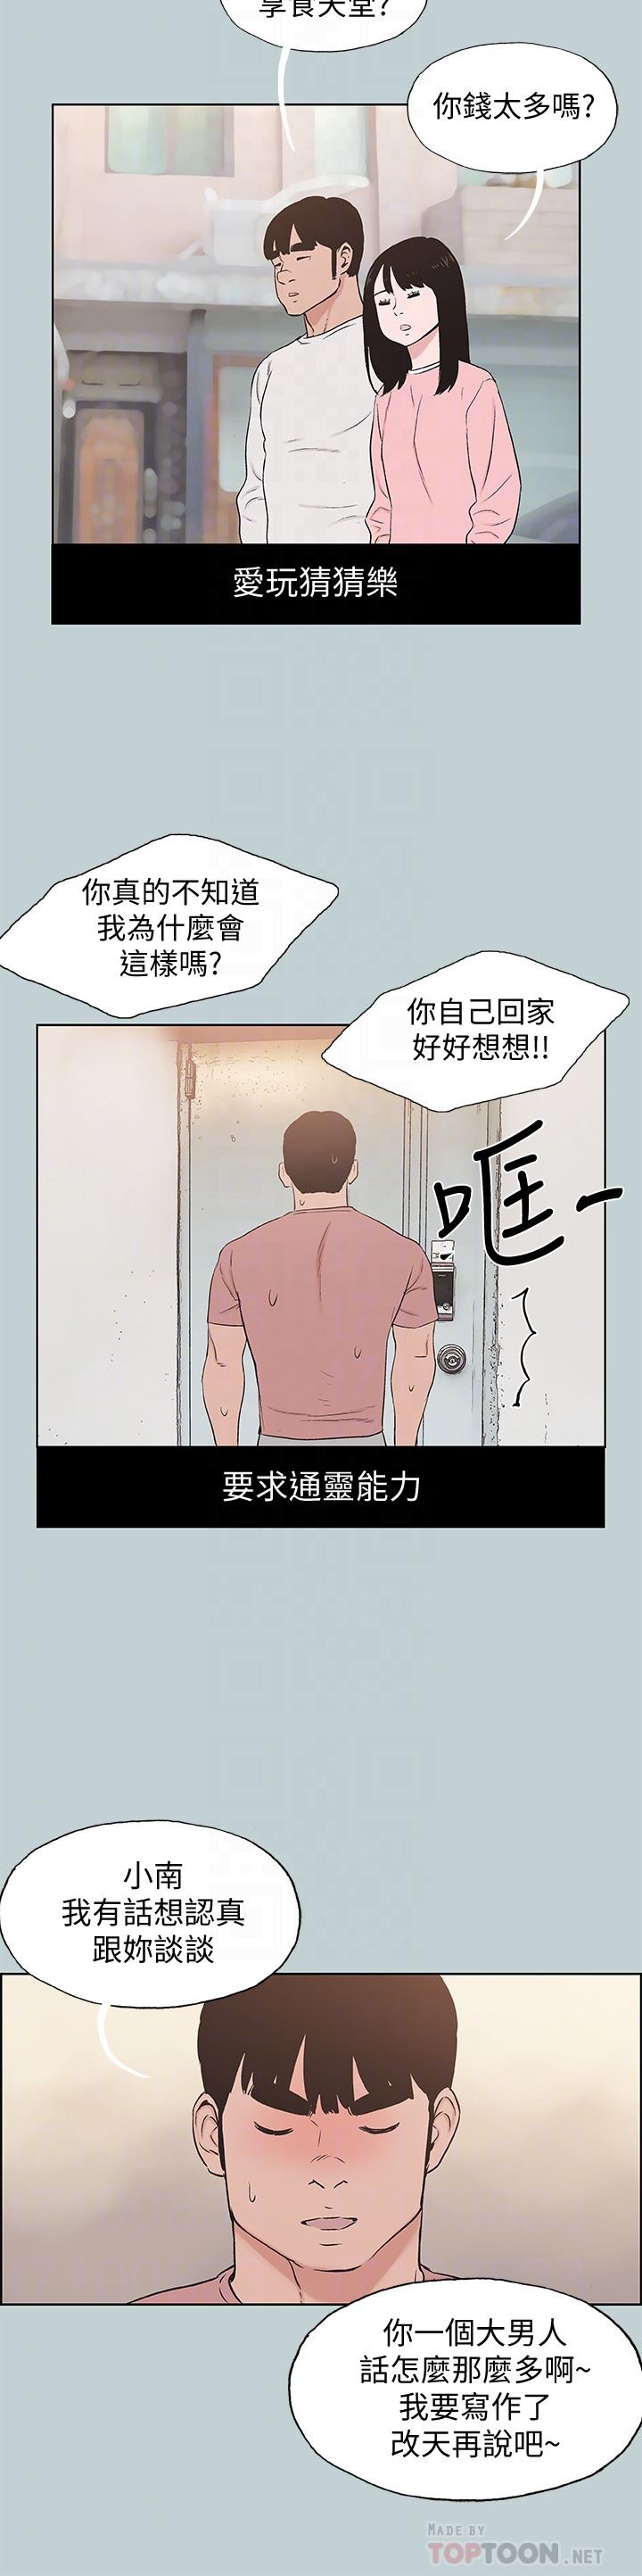 享食天堂?
你錢太多嗎?
愛玩猜猜樂
你真的不知道
我為什麼會
這樣嗎?
你自己回家
好好想想!!
哐-
要求通靈能力
小南
我有話想認真
跟妳談談
你一個大男人
話怎麼那麼多啊~
我要寫作了
改天再說吧~
MADE BY
TOPTOON.NET